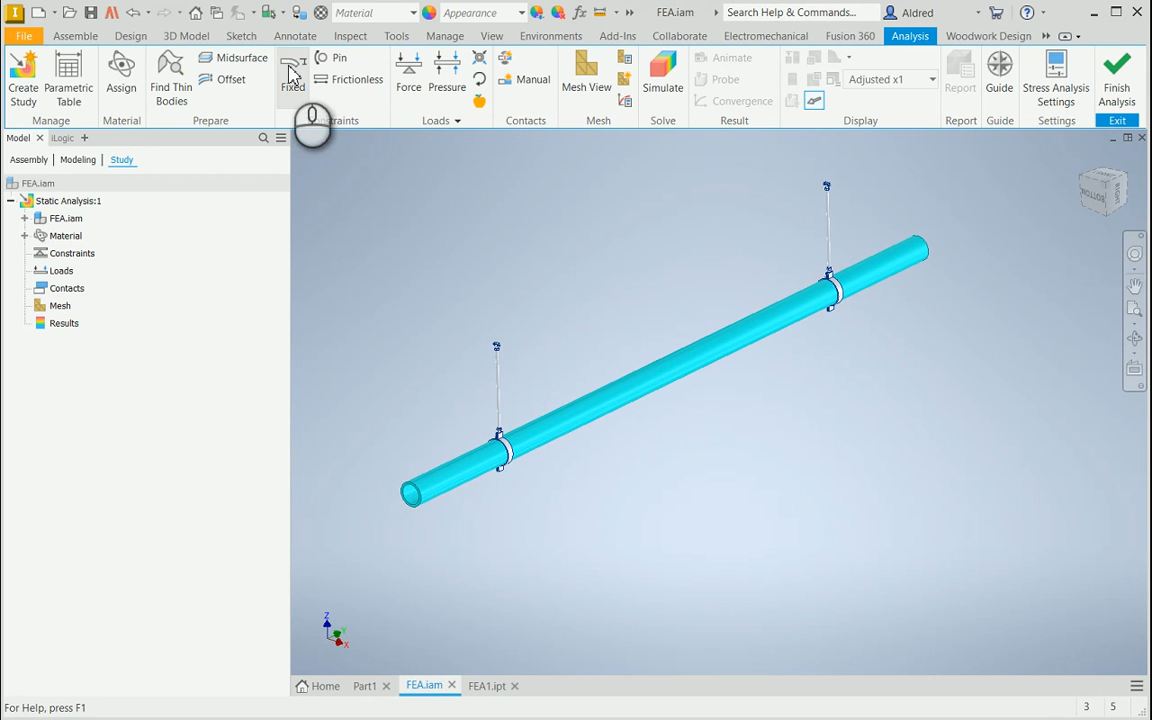 Material
Appearance
FEA.iam
Search Help & Commands...
Aldred
File
Assemble
Design
3D Model
Sketch
Annotate
Inspect
Tools
Manage
View
Environments
Add-Ins
Collaborate
Electromechanical
Fusion 360
Analysis
Woodwork Design
Create
Study
Parametric
Table
Manage
Assign
Material
Find Thin
Bodies
Midsurface
Offset
Prepare
Fixed
Pin
Frictionless
traints
Force
Pressure
Loads
Manual
Contacts
Mesh View
Mesh
Simulate
Solve
Animate
Probe
Convergence
Result
Adjusted x1
Display
Report
Report
Guide
Guide
Stress Analysis
Settings
Settings
Finish
Analysis
Exit
Model
iLogic
Assembly
Modeling
Study
FEA.iam
Static Analysis:1
FEA.iam
Material
Constraints
Loads
Contacts
Mesh
Results
RIGHT
BOTTOM
Z
Y
X
Home
Part1
FEA.iam
FEA1.ipt
For Help, press F1
3
5